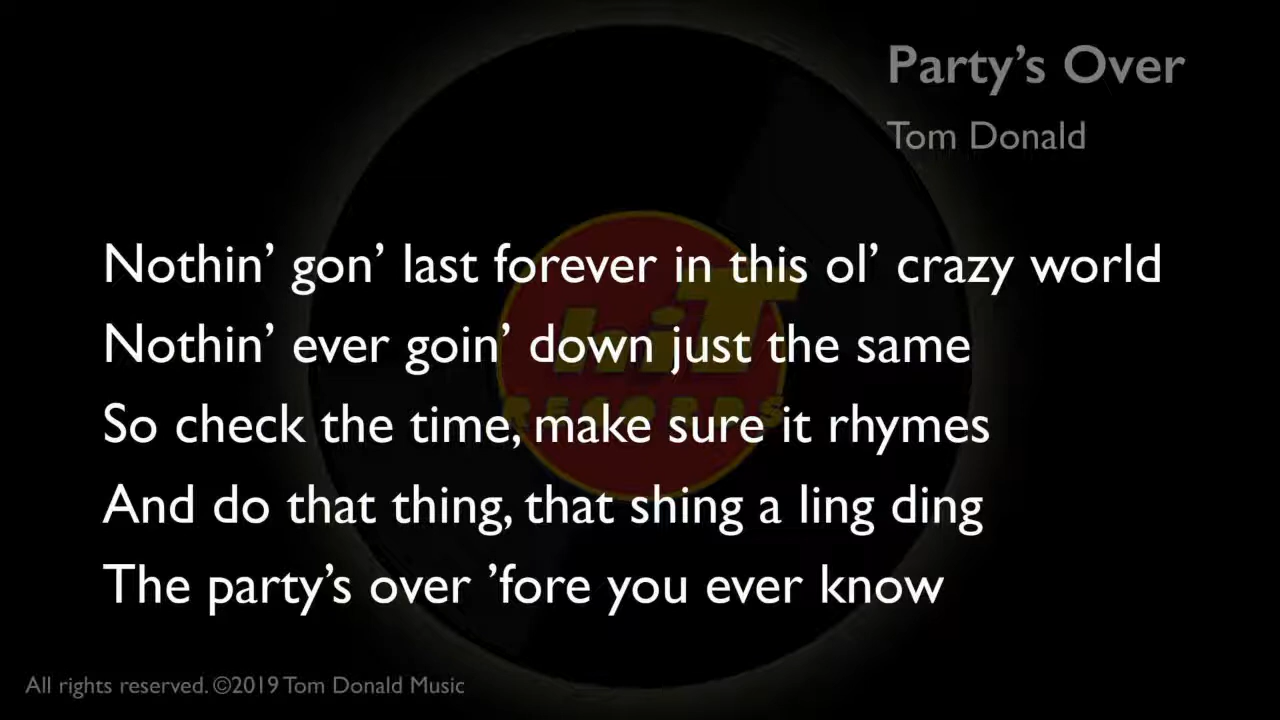 Party’s Over
Tom Donald
Nothin’ gon’ last forever in this ol’ crazy world
Nothin’ ever goin’ down just the same
So check the time, make sure it rhymes
And do that thing, that shing a ling ding
The party’s over ’fore you ever know
hiT
RECORDS
All rights reserved. ©2019 Tom Donald Music